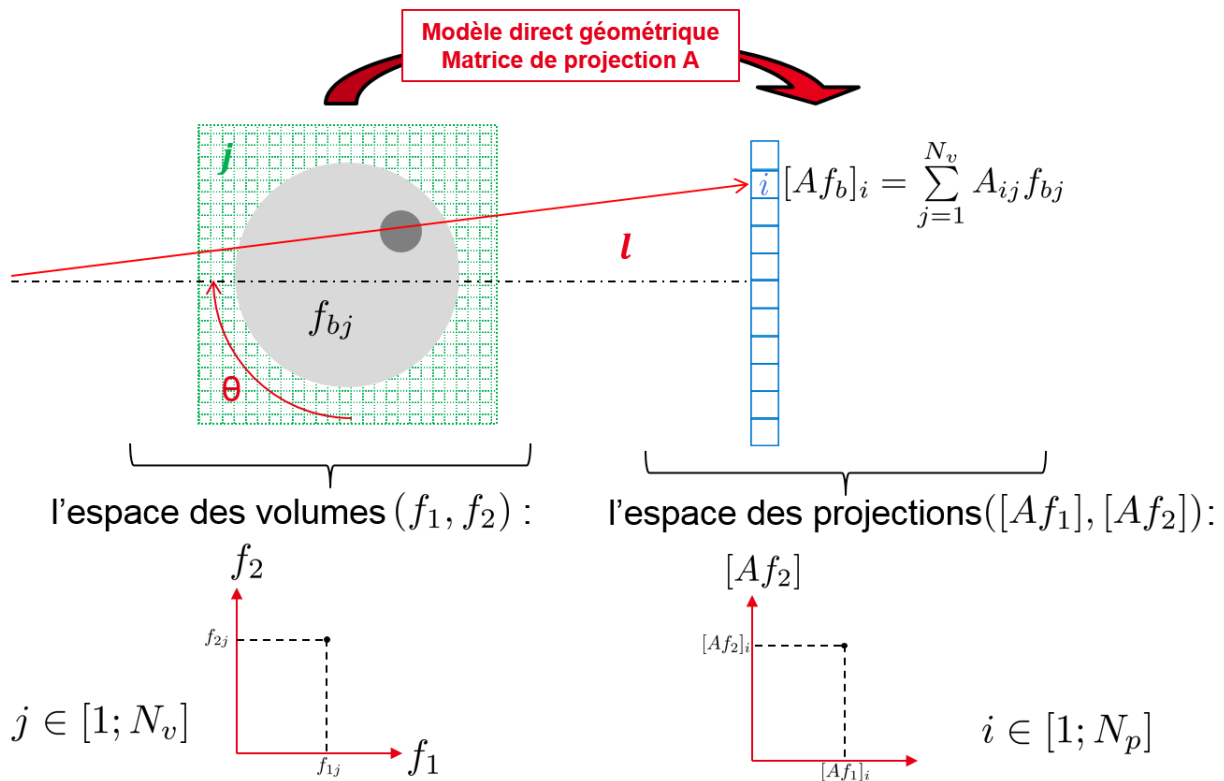 Modèle direct géométrique
Matrice de projection A
j
i
[Af_b]_i = \sum_{j=1}^{N_v} A_{ij} f_{bj}
l
f_{bj}
θ
l'espace des volumes (f_1, f_2) :
l'espace des projections([Af_1], [Af_2]):
f_2
f_{2j}
j ∈ [1; N_v]
f_{1j}
f_1
[Af_2]
[Af_2]_i
[Af_1]_i
i ∈ [1; N_p]